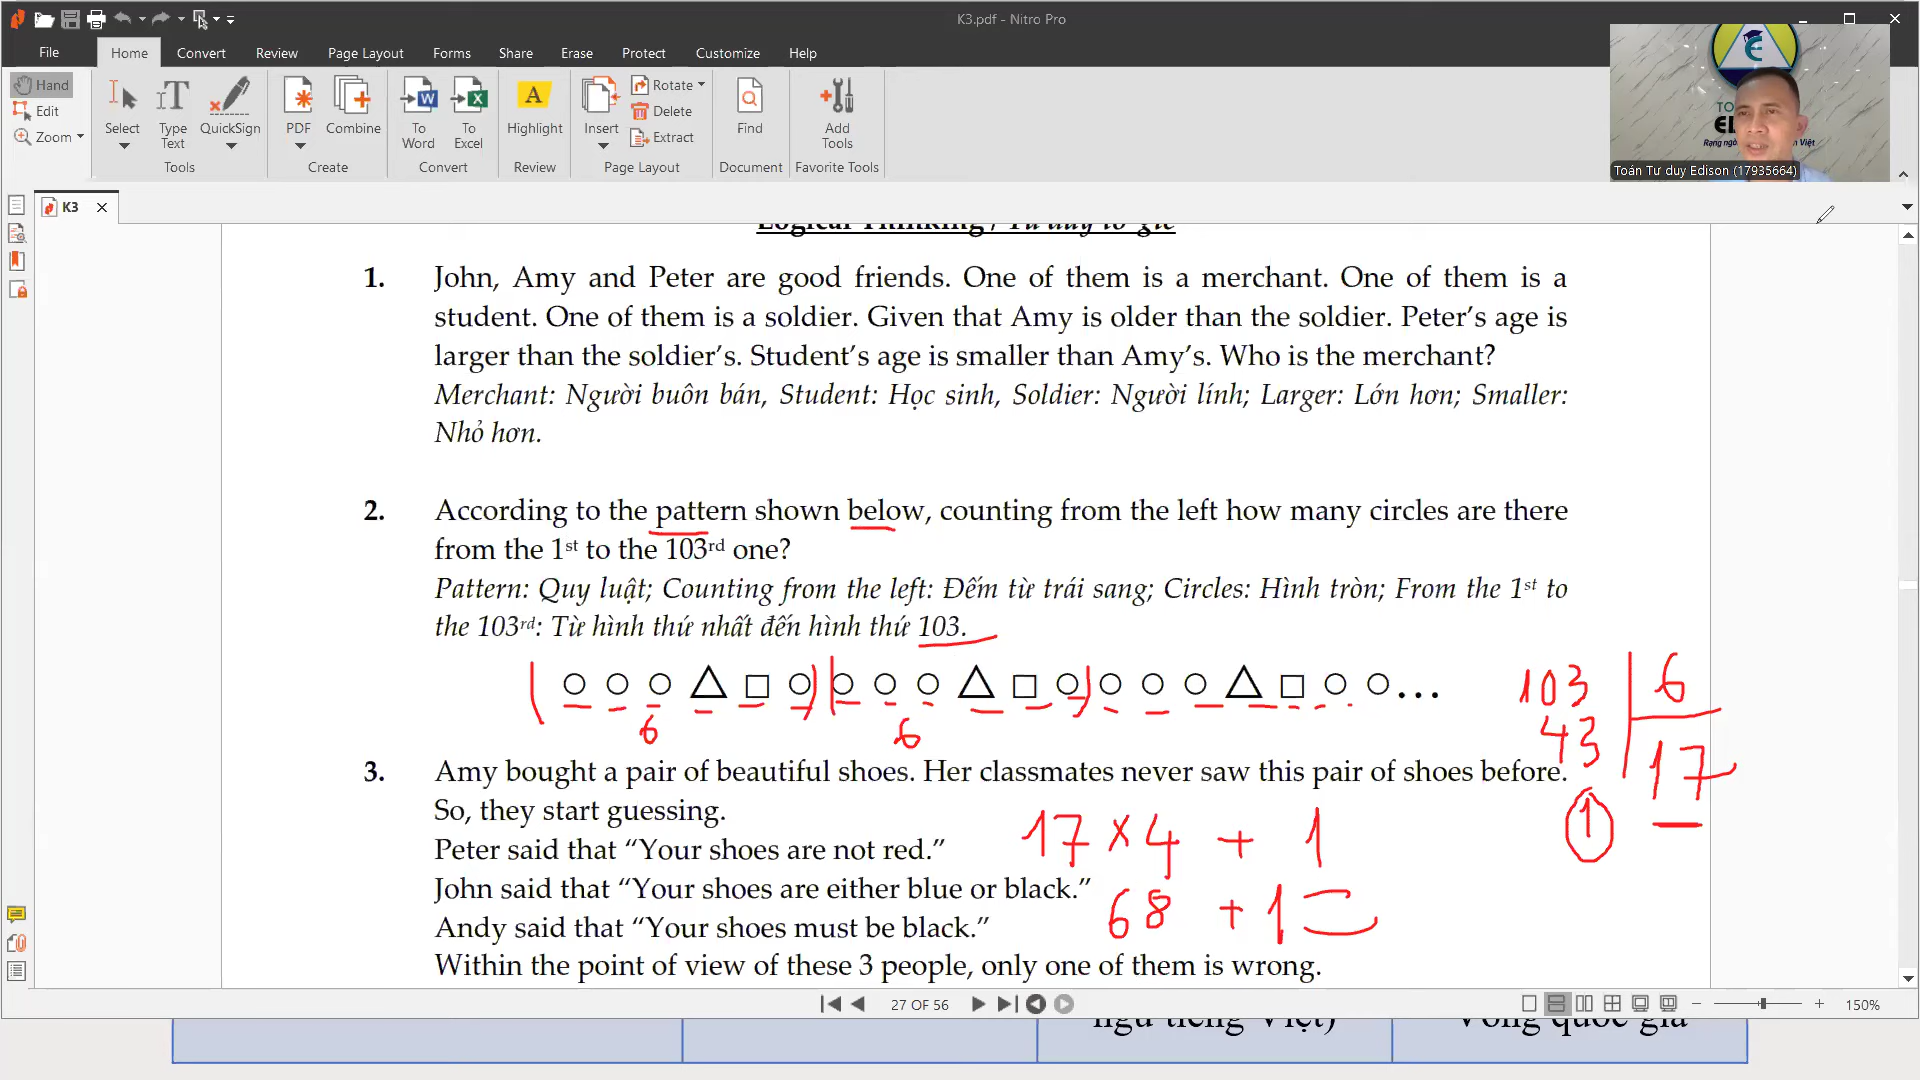 K3.pdf - Nitro Pro
File Home Convert Review Page Layout Forms Share Erase Protect Customize Help
Hand
Edit
Zoom
Select
Type Text
QuickSign
Tools
PDF
Combine
Create
To Word
To Excel
Convert
Highlight
Review
Insert
Rotate
Delete
Extract
Page Layout
Find
Document
Add Tools
Favorite Tools
Toán Tư duy Edison (17935664)
K3
Logical Thinking / Tư duy lô-gic
1. John, Amy and Peter are good friends. One of them is a merchant. One of them is a
student. One of them is a soldier. Given that Amy is older than the soldier. Peter’s age is
larger than the soldier’s. Student’s age is smaller than Amy’s. Who is the merchant?
Merchant: Người buôn bán, Student: Học sinh, Soldier: Người lính; Larger: Lớn hơn; Smaller:
Nhỏ hơn.
2. According to the pattern shown below, counting from the left how many circles are there
from the 1st to the 103rd one?
Pattern: Quy luật; Counting from the left: Đếm từ trái sang; Circles: Hình tròn; From the 1st to
the 103rd: Từ hình thứ nhất đến hình thứ 103.
○ ○ ○ △ □ ○ ○ ○ ○ △ □ ○ ○ ○ ○ △ □ ○ ○ ...
6 6
103 6
43 17
1
3. Amy bought a pair of beautiful shoes. Her classmates never saw this pair of shoes before.
So, they start guessing.
Peter said that “Your shoes are not red.”
17 × 4 + 1
John said that “Your shoes are either blue or black.”
68 + 1 =
Andy said that “Your shoes must be black.”
Within the point of view of these 3 people, only one of them is wrong.
27 OF 56
150%
ngữ tiếng Việt)
Vòng quốc gia